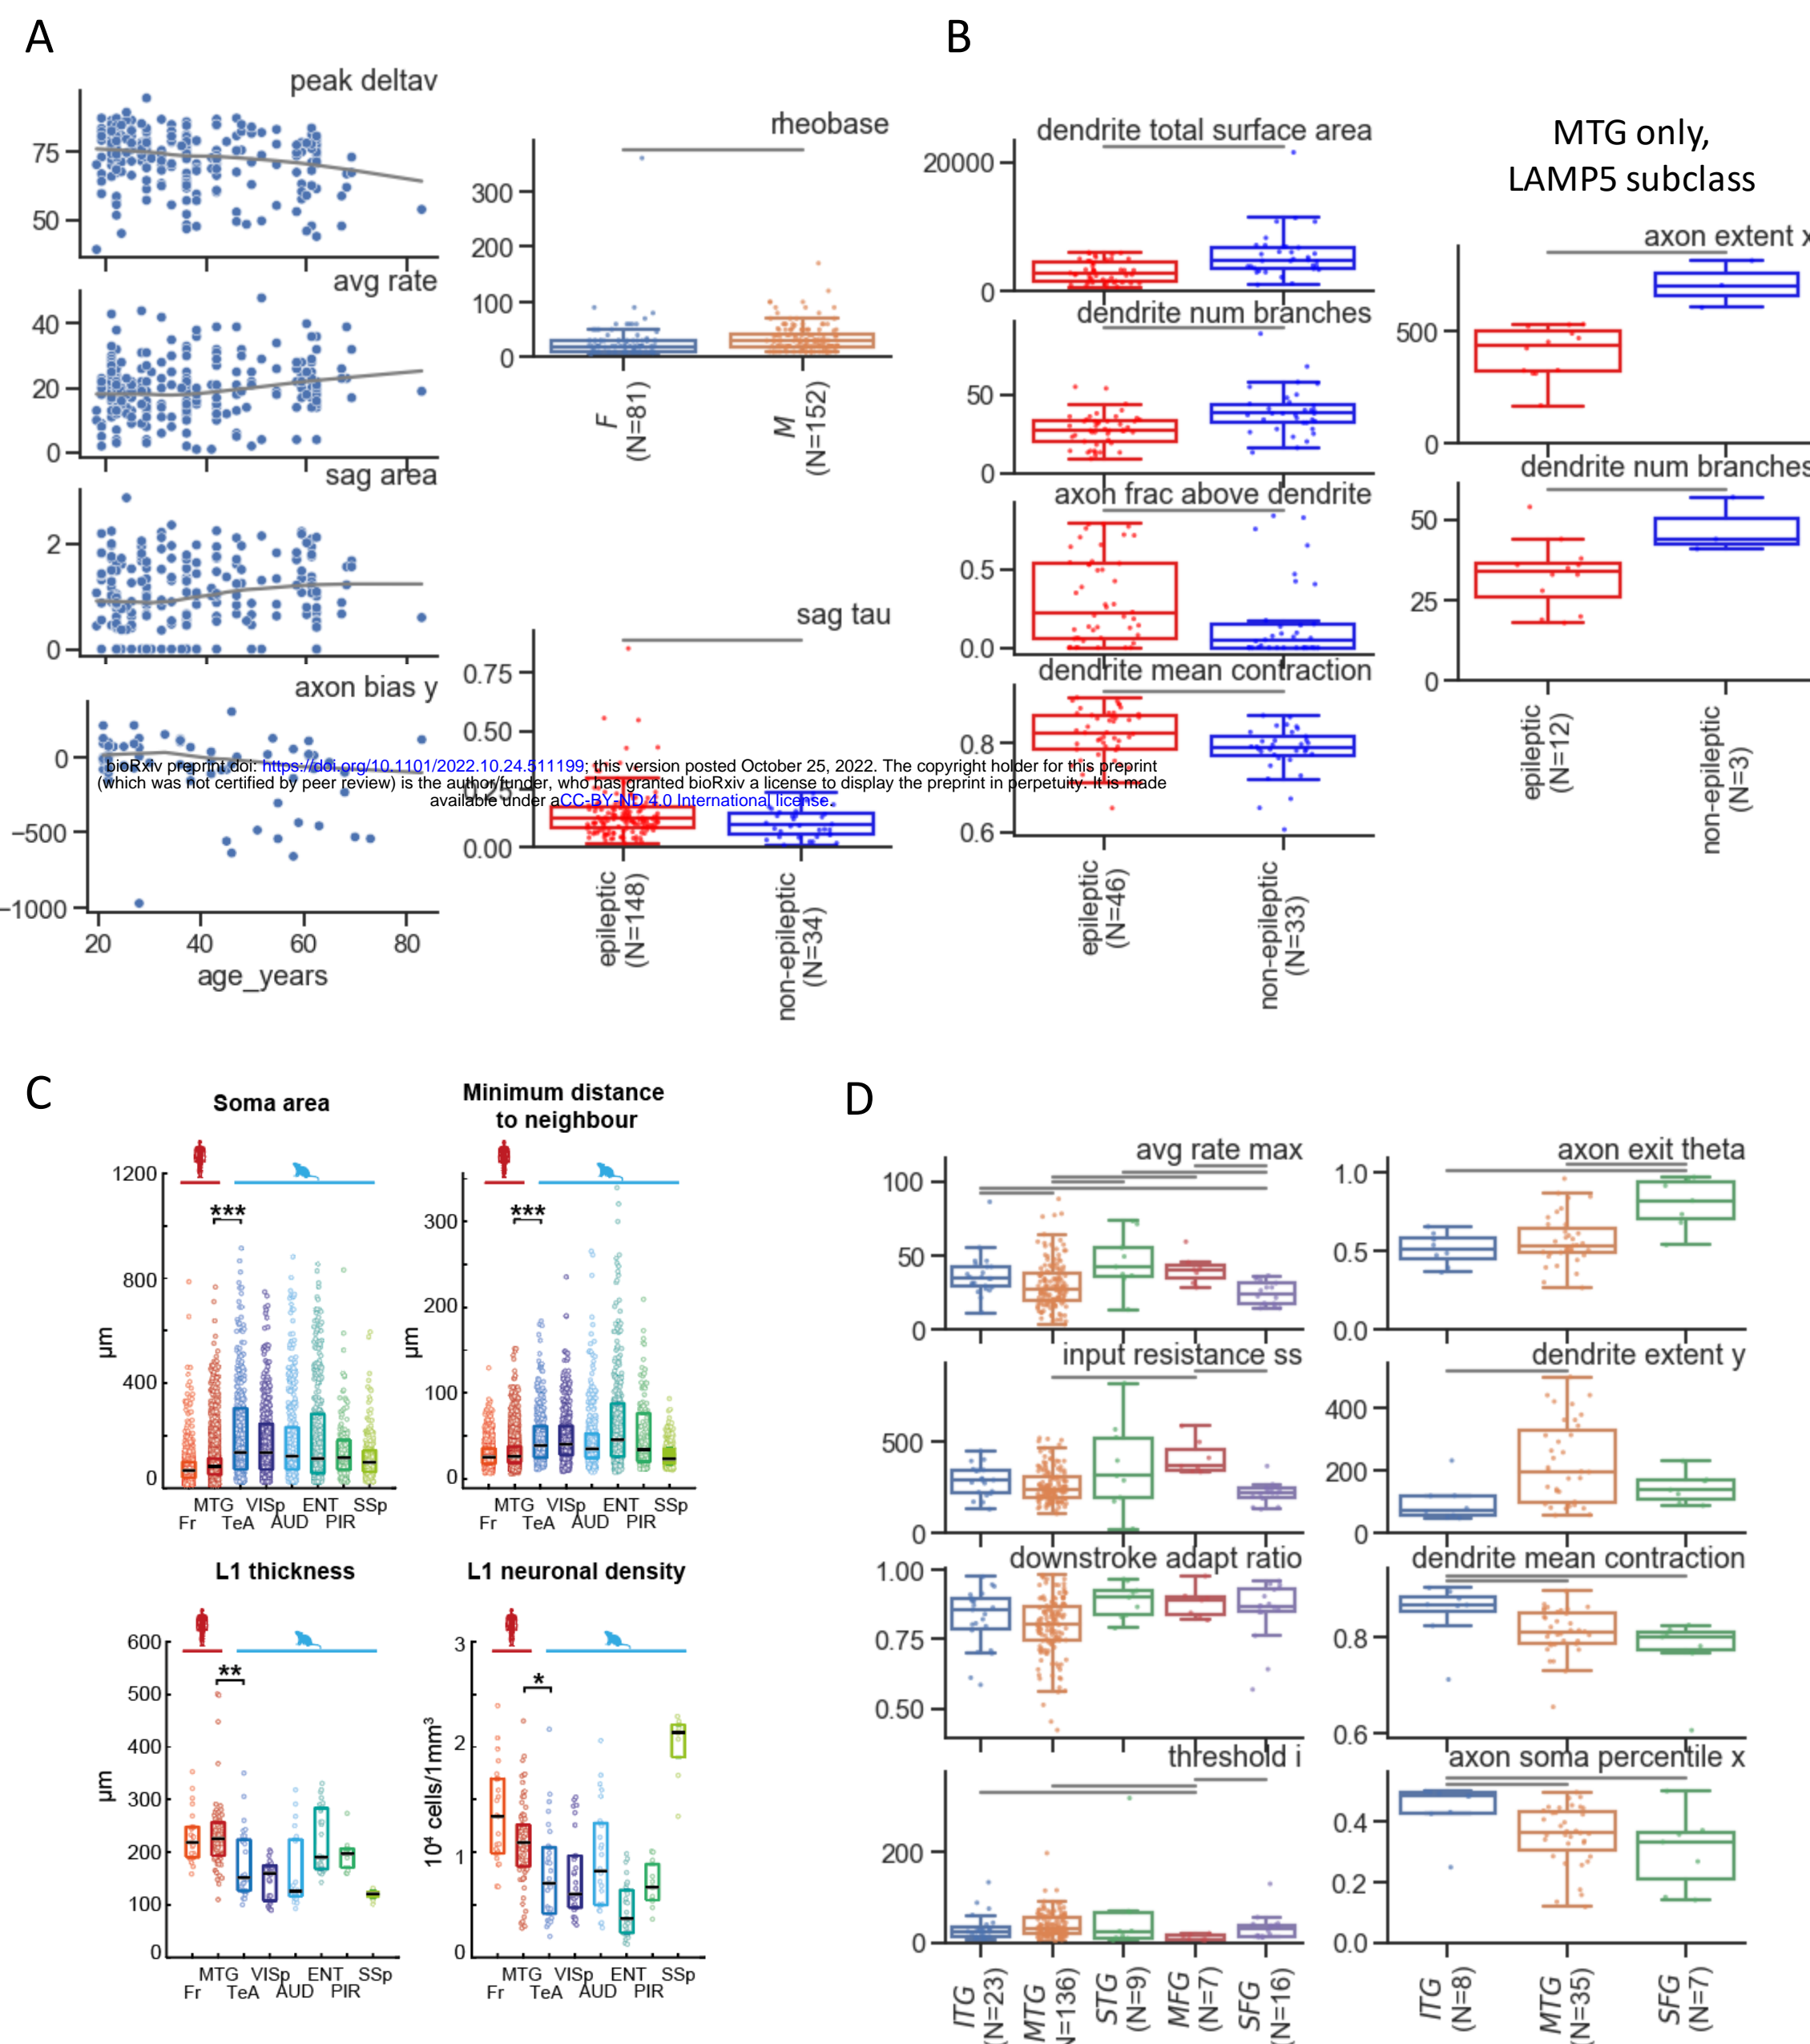 A
peak deltav
75
50
avg rate
40
20
0
sag area
2
0
axon bias y
0
−500
−1000
20 40 60 80
age_years
rheobase
300
200
100
0
F
(N=81)
M
(N=152)
sag tau
0.75
0.50
0.25
0.00
epileptic
(N=148)
non-epileptic
(N=34)
bioRxiv preprint doi: https://doi.org/10.1101/2022.10.24.511199; this version posted October 25, 2022. The copyright holder for this preprint
(which was not certified by peer review) is the author/funder, who has granted bioRxiv a license to display the preprint in perpetuity. It is made
available under aCC-BY-ND 4.0 International license.
B
dendrite total surface area
20000
0
dendrite num branches
50
0
axon frac above dendrite
0.5
0.0
dendrite mean contraction
0.8
0.6
epileptic
(N=46)
non-epileptic
(N=33)
MTG only,
LAMP5 subclass
axon extent x
500
0
dendrite num branches
50
25
0
epileptic
(N=12)
non-epileptic
(N=3)
C
Soma area
1200
800
400
0
µm
***
MTG VISp ENT SSp
Fr TeA AUD PIR
Minimum distance
to neighbour
300
200
100
0
µm
***
MTG VISp ENT SSp
Fr TeA AUD PIR
L1 thickness
600
500
400
300
200
100
0
µm
**
MTG VISp ENT SSp
Fr TeA AUD PIR
L1 neuronal density
3
2
1
0
10⁴ cells/1mm³
*
MTG VISp ENT SSp
Fr TeA AUD PIR
D
avg rate max
100
50
0
input resistance ss
500
0
downstroke adapt ratio
1.00
0.75
0.50
threshold i
200
0
ITG
(N=23)
MTG
N=136)
STG
(N=9)
MFG
(N=7)
SFG
(N=16)
axon exit theta
1.0
0.5
0.0
dendrite extent y
400
200
0
dendrite mean contraction
0.8
0.6
axon soma percentile x
0.4
0.2
0.0
ITG
(N=8)
MTG
(N=35)
SFG
(N=7)